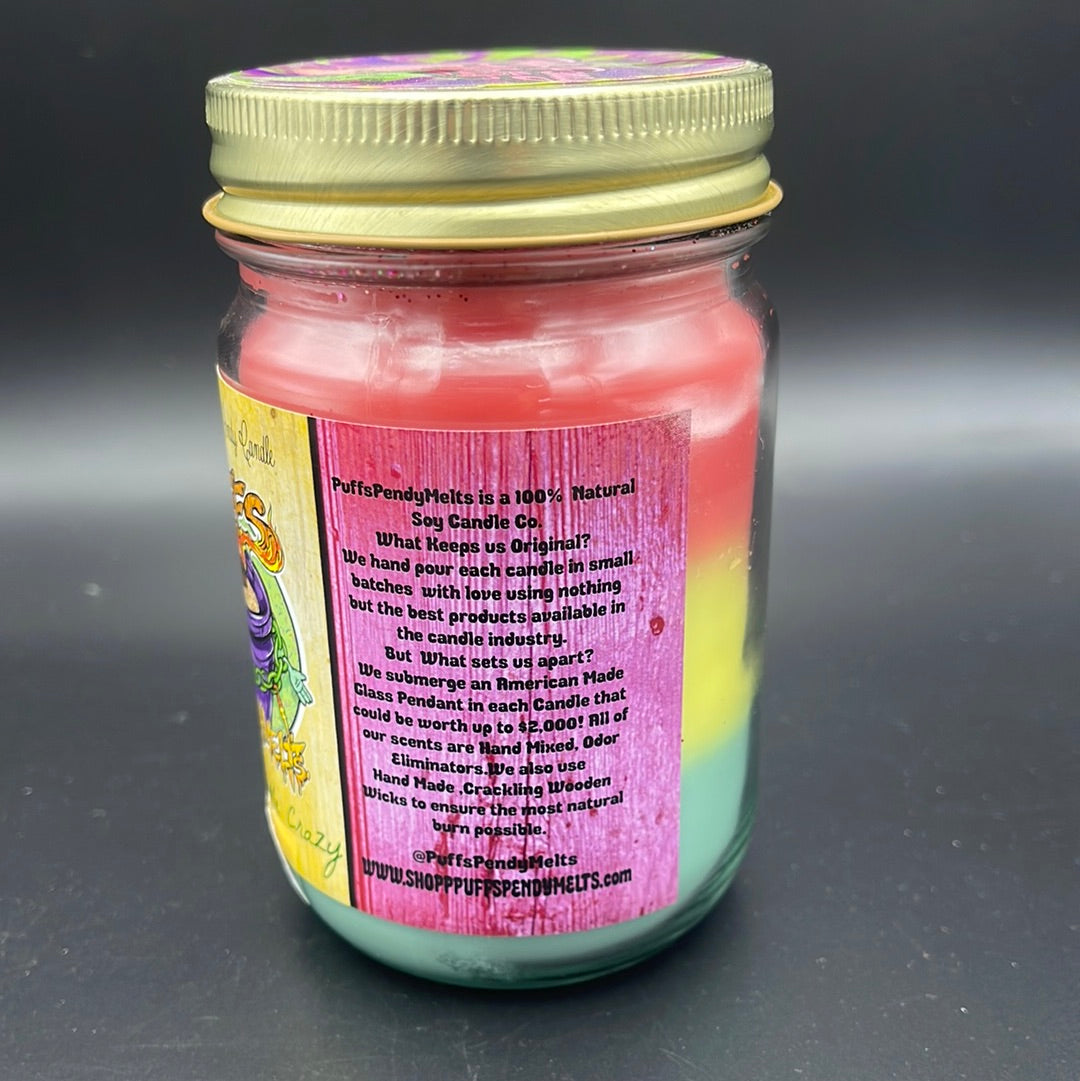 Candle
PuffsPendyMelts is a 100% Natural
Soy Candle Co.
What Keeps us Original?
We hand pour each candle in small
batches with love using nothing
but the best products available in
the candle industry.
But What sets us apart?
We submerge an American Made
Glass Pendant in each Candle that
could be worth up to $2,000! All of
our scents are Hand Mixed, Odor
Eliminators.We also use
Hand Made ,Crackling Wooden
Wicks to ensure the most natural
burn possible.
@PuffsPendyMelts
WWW.SHOPPPUFFSPENDYMELTS.com
Crazy